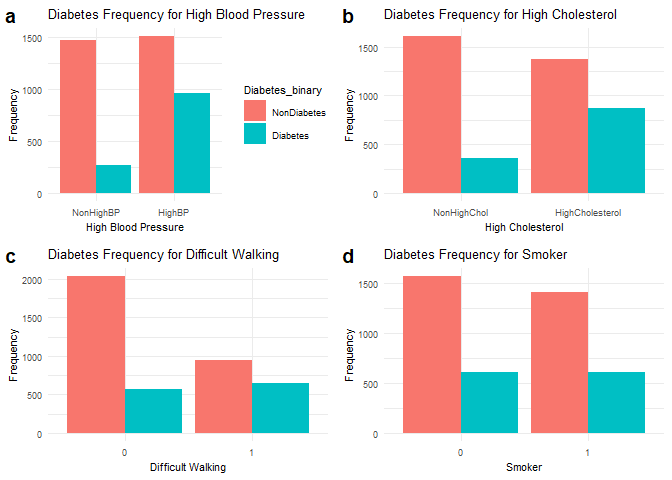 a
Diabetes Frequency for High Blood Pressure
Frequency
1500
1000
500
0
NonHighBP HighBP
High Blood Pressure
Diabetes_binary
NonDiabetes
Diabetes
b
Diabetes Frequency for High Cholesterol
Frequency
1500
1000
500
0
NonHighChol HighCholesterol
High Cholesterol
c
Diabetes Frequency for Difficult Walking
Frequency
2000
1500
1000
500
0
0 1
Difficult Walking
d
Diabetes Frequency for Smoker
Frequency
1500
1000
500
0
0 1
Smoker